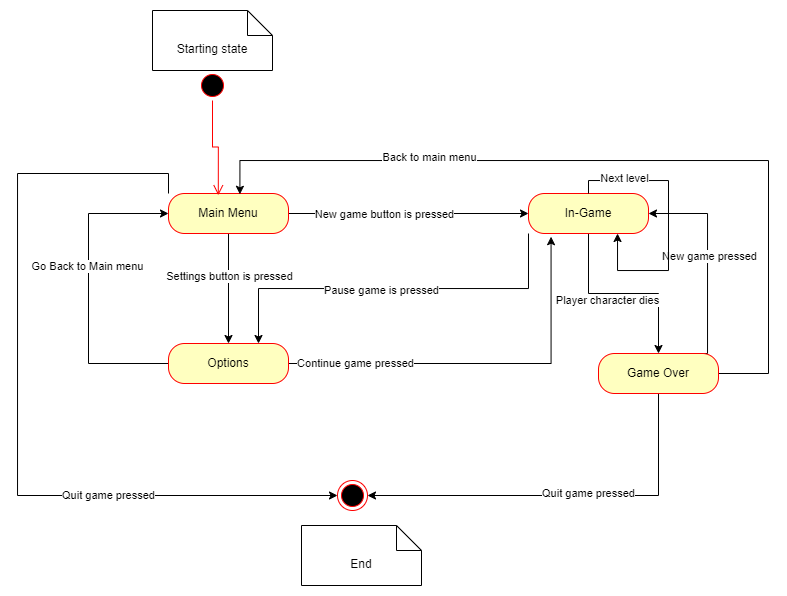 Starting state
Back to main menu
Next level
Main Menu
New game button is pressed
In-Game
Go Back to Main menu
Settings button is pressed
New game pressed
Pause game is pressed
Player character dies
Options
Continue game pressed
Game Over
Quit game pressed
Quit game pressed
End